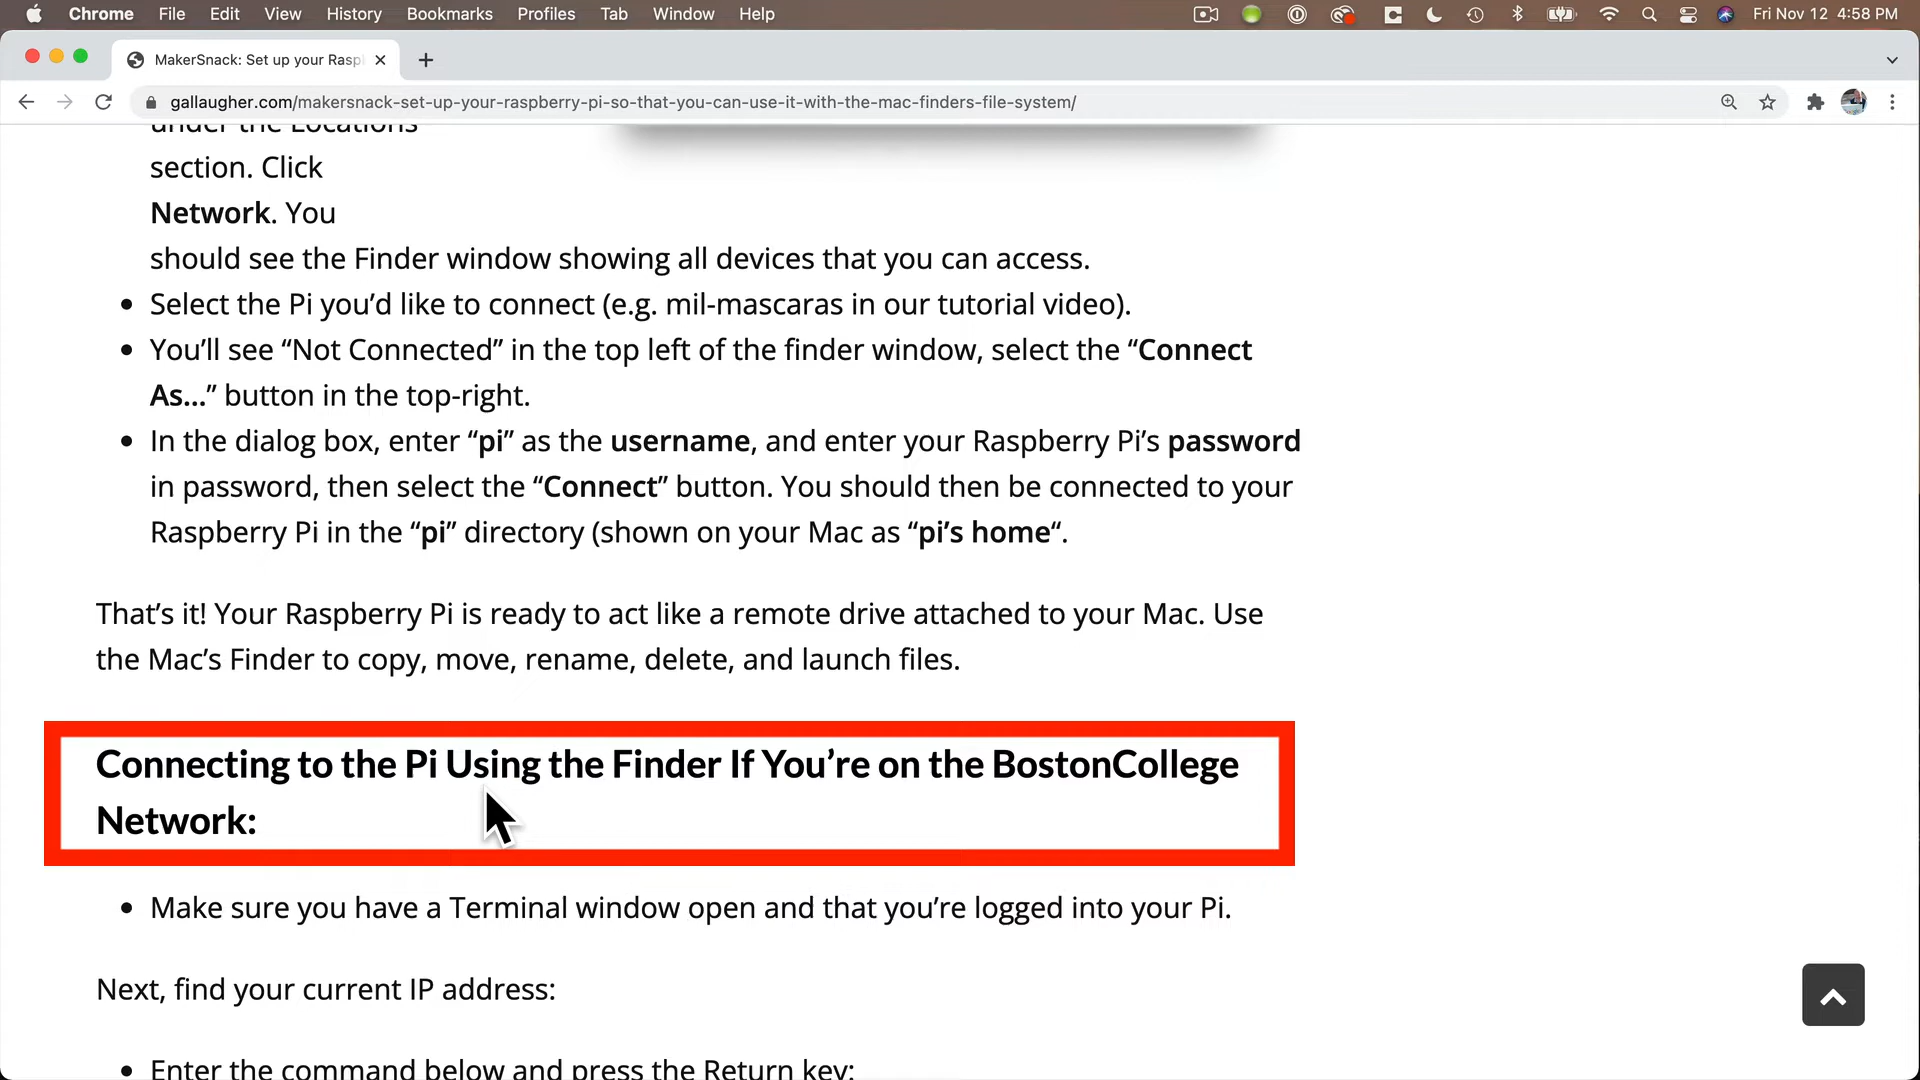 Chrome File Edit View History Bookmarks Profiles Tab Window Help Fri Nov 12 4:58 PM
MakerSnack: Set up your Rasp
gallaugher.com/makersnack-set-up-your-raspberry-pi-so-that-you-can-use-it-with-the-mac-finders-file-system/
under the Locations
section. Click
Network. You
should see the Finder window showing all devices that you can access.
• Select the Pi you’d like to connect (e.g. mil-mascaras in our tutorial video).
• You’ll see “Not Connected” in the top left of the finder window, select the “Connect
As…” button in the top-right.
• In the dialog box, enter “pi” as the username, and enter your Raspberry Pi’s password
in password, then select the “Connect” button. You should then be connected to your
Raspberry Pi in the “pi” directory (shown on your Mac as “pi’s home“.
That’s it! Your Raspberry Pi is ready to act like a remote drive attached to your Mac. Use
the Mac’s Finder to copy, move, rename, delete, and launch files.
Connecting to the Pi Using the Finder If You’re on the BostonCollege
Network:
• Make sure you have a Terminal window open and that you’re logged into your Pi.
Next, find your current IP address:
• Enter the command below and press the Return key: